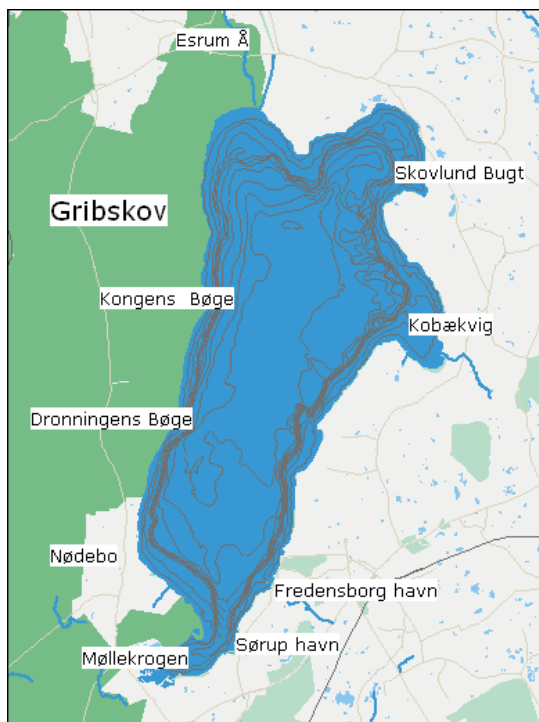 Esrum Å
Skovlund Bugt
Gribskov
Kongens Bøge
Kobækvig
Dronningens Bøge
Nødebo
Fredensborg havn
Sørup havn
Møllekrogen